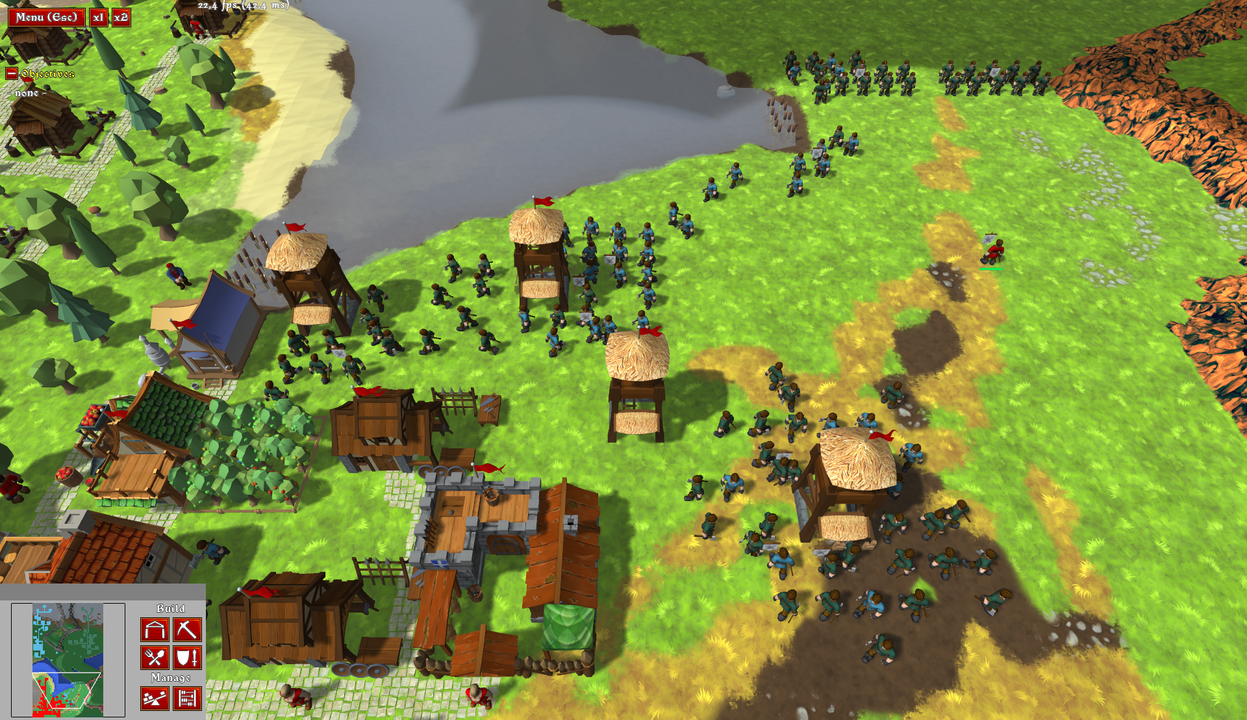 22,4 fps (42,4 ms)
Menu (Esc) x1 x2
Objectives
none
Build
Manage